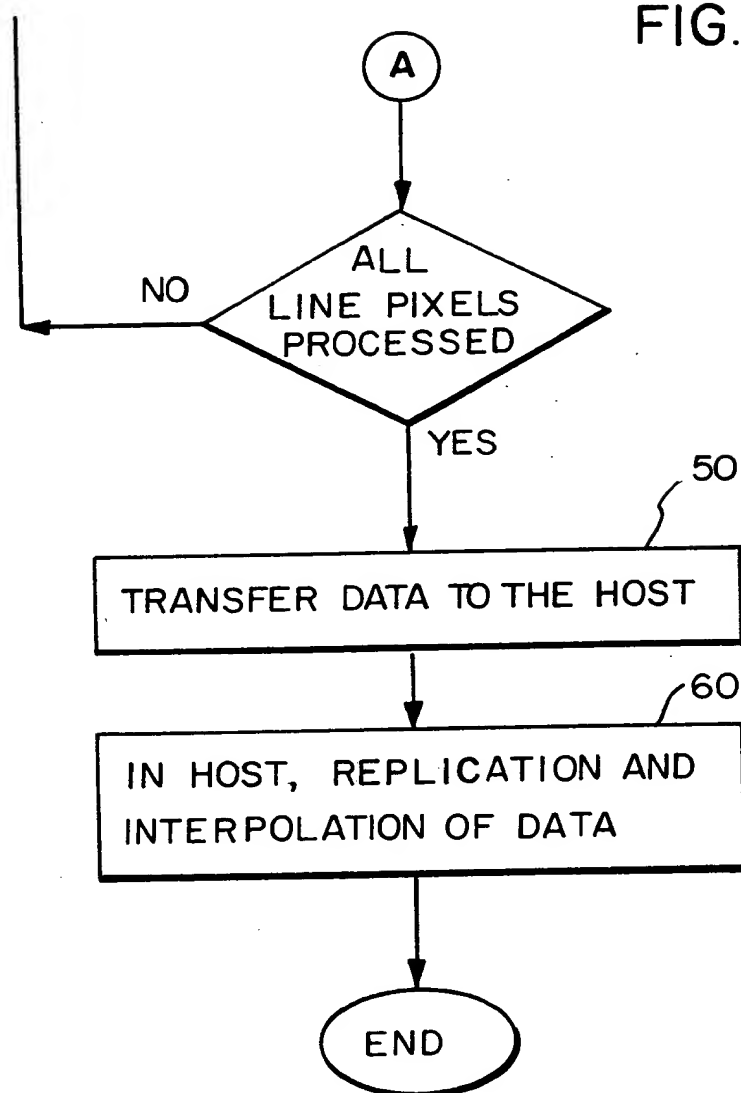 FIG.
A
ALL
LINE PIXELS
PROCESSED
NO
YES
50
TRANSFER DATA TO THE HOST
60
IN HOST, REPLICATION AND
INTERPOLATION OF DATA
END